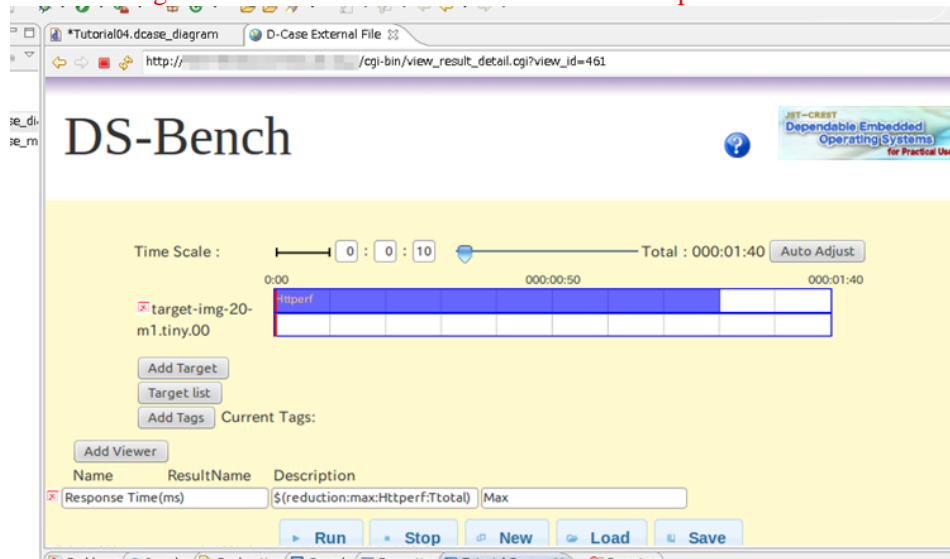 *Tutorial04.dcase_diagram D-Case External File
http:// /cgi-bin/view_result_detail.cgi?view_id=461
se_di
se_m
DS-Bench
JST-CREST
Dependable Embedded
Operating Systems
for Practical Use
Time Scale : 0 : 0 : 10 Total : 000:01:40 Auto Adjust
0:00 000:00:50 000:01:40
Httperf
target-img-20-
m1.tiny.00
Add Target
Target list
Add Tags Current Tags:
Add Viewer
Name ResultName Description
Response Time(ms) $(reduction:max:Httperf:Ttotal) Max
Run Stop New Load Save